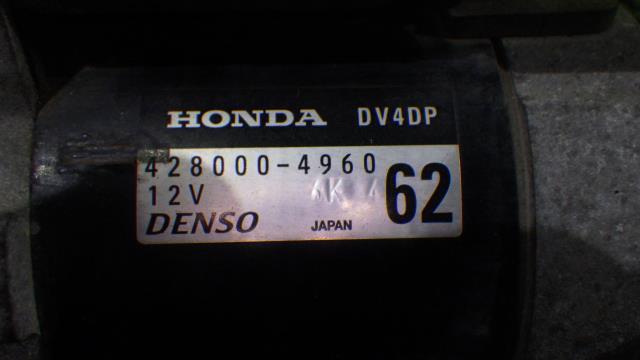 HONDA DV4DP
428000-4960
12V 62
DENSO JAPAN